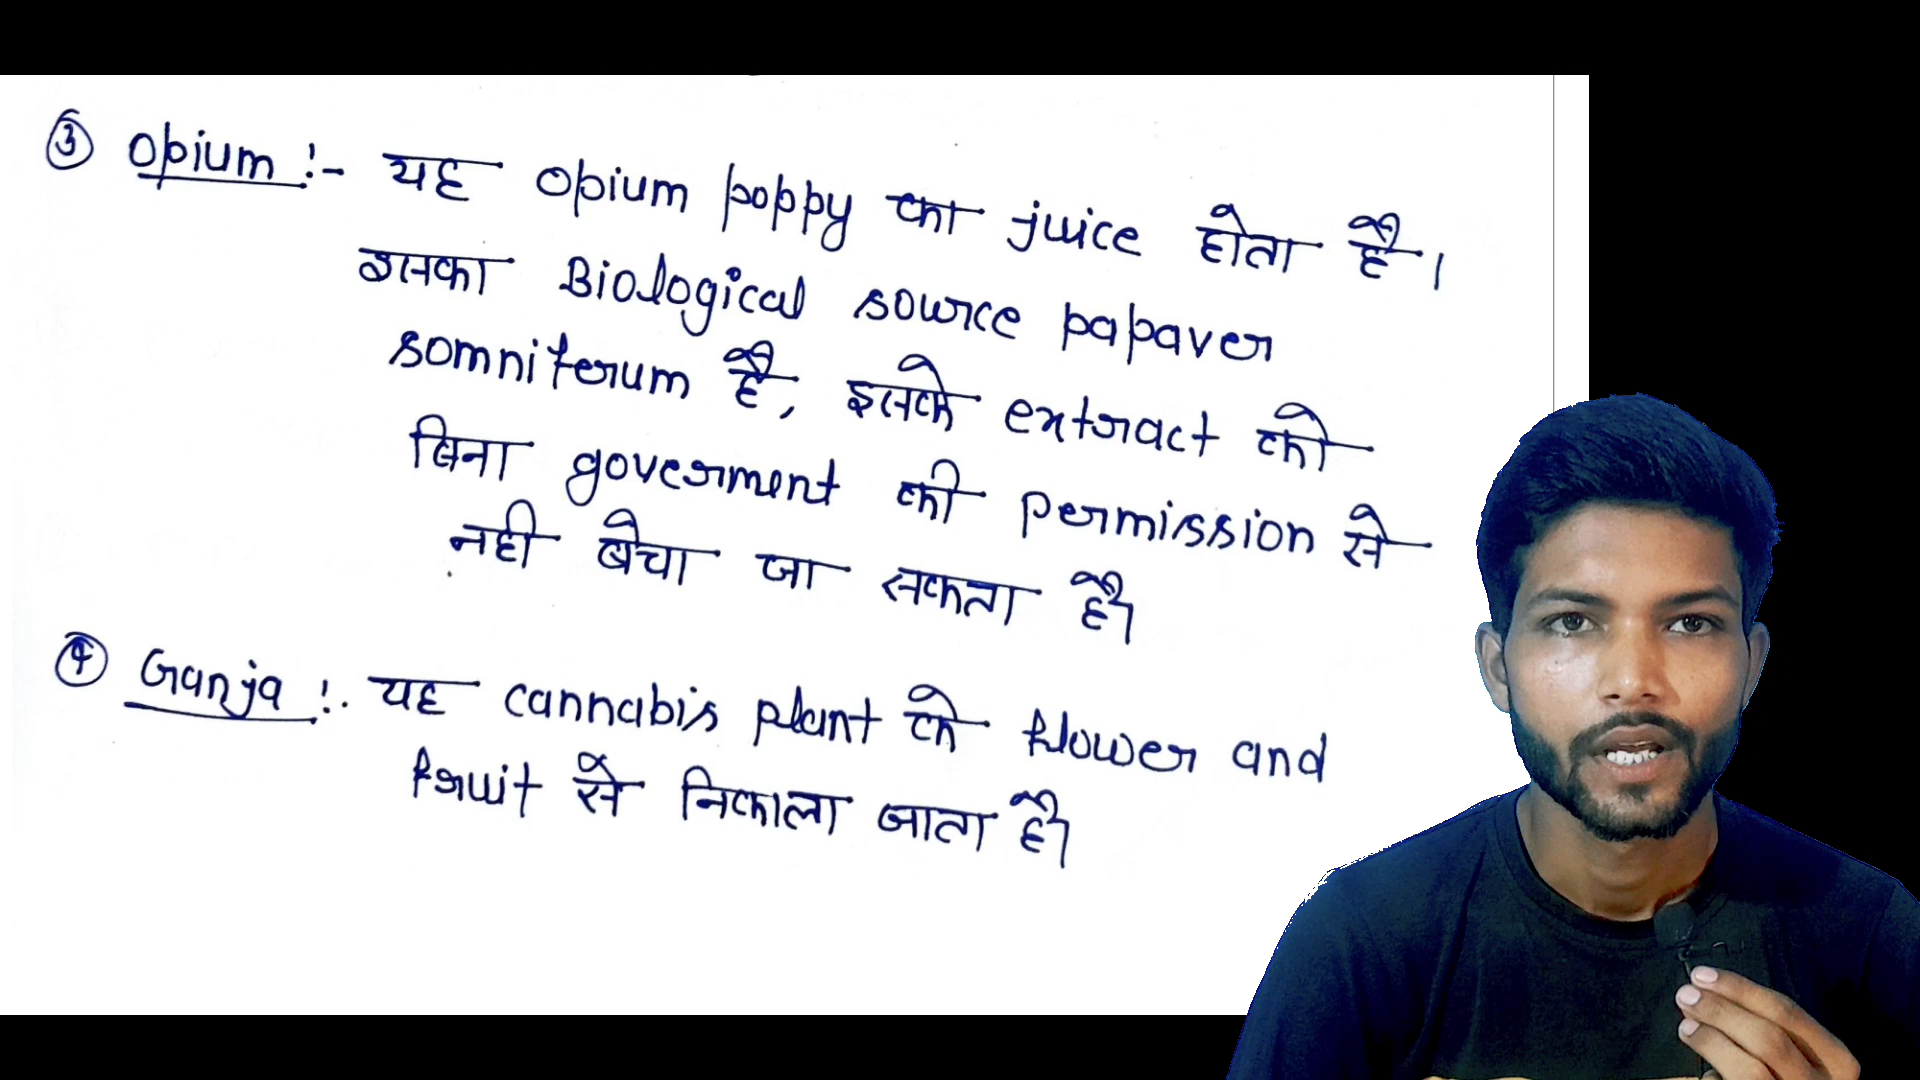 ③ Opium :- यह opium poppy का juice होता है।
इसका Biological source papaver
somniferum है, इसके extract को
बिना goverment की permission से
नही बेचा जा सकता है।
④ Ganja :. यह cannabis plant के flower and
fruit से निकाला जाता है।